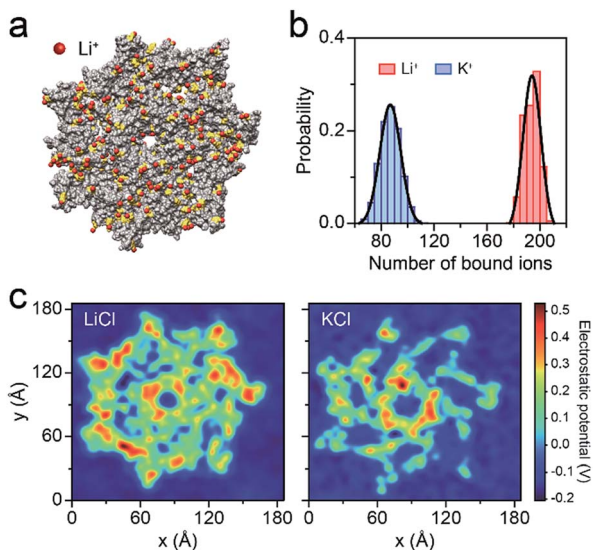 a
Li⁺
b
Li⁺ K⁺
Probability
0.4
0.2
0.0
80 120 160 200
Number of bound ions
c
LiCl
KCl
y (Å)
180
120
60
0
0 60 120 180
x (Å)
0 60 120 180
x (Å)
0.5
0.4
0.3
0.2
0.1
0.0
-0.1
-0.2
Electrostatic potential (V)